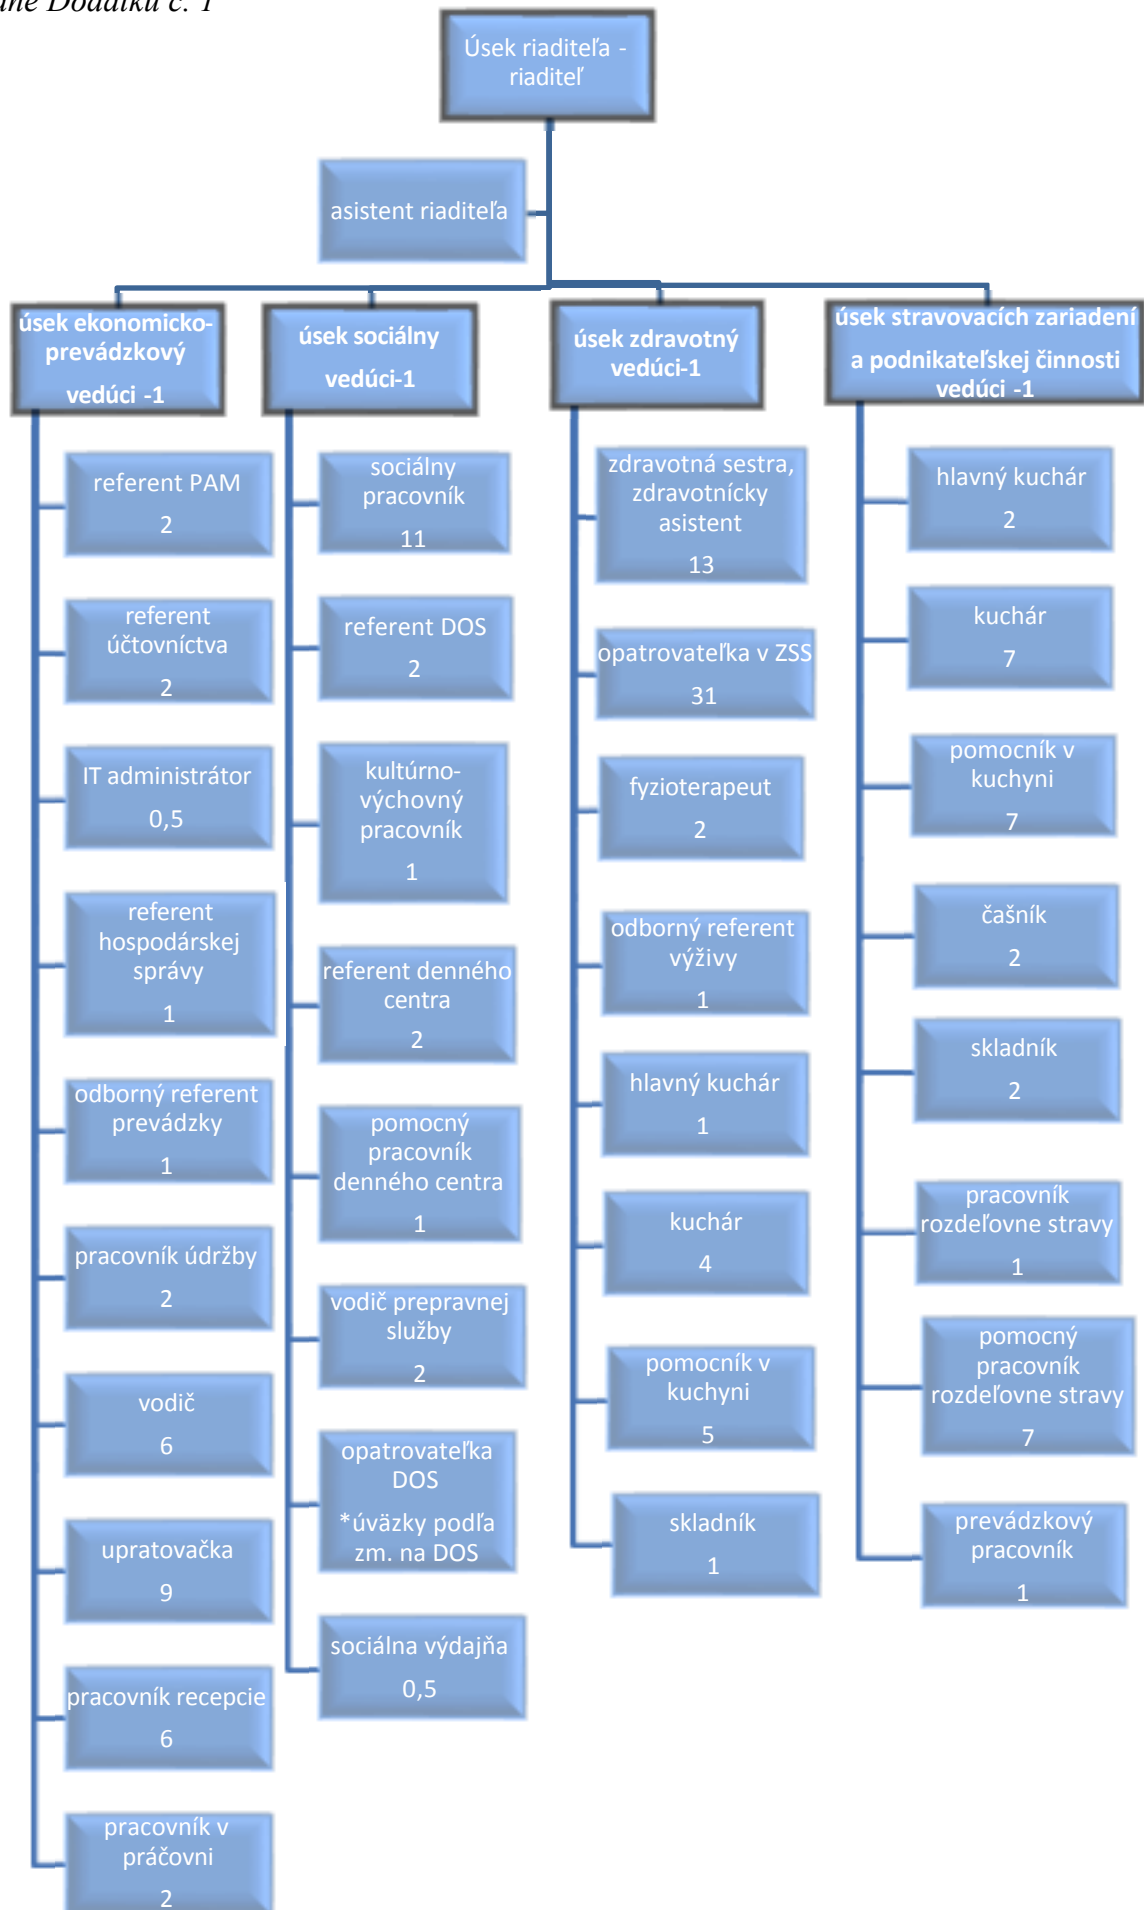 Dodatku č. 1
Úsek riaditeľa -
riaditeľ
asistent riaditeľa
úsek ekonomicko-
prevádzkový
vedúci -1
referent PAM
2
referent
účtovníctva
2
IT administrátor
0,5
referent
hospodárskej
správy
1
odborný referent
prevádzky
1
pracovník údržby
2
vodič
6
upratovačka
9
pracovník recepcie
6
pracovník v
práčovni
2
úsek sociálny
vedúci-1
sociálny
pracovník
11
referent DOS
2
kultúrno-
výchovný
pracovník
1
referent denného
centra
2
pomocný
pracovník
denného centra
1
vodič prepravnej
služby
2
opatrovateľka
DOS
*úväzky podľa
zm. na DOS
sociálna výdajňa
0,5
úsek zdravotný
vedúci-1
zdravotná sestra,
zdravotnícky
asistent
13
opatrovateľka v ZSS
31
fyzioterapeut
2
odborný referent
výživy
1
hlavný kuchár
1
kuchár
4
pomocník v
kuchyni
5
skladník
1
úsek stravovacích zariadení
a podnikateľskej činnosti
vedúci -1
hlavný kuchár
2
kuchár
7
pomocník v
kuchyni
7
čašník
2
skladník
2
pracovník
rozdeľovne stravy
1
pomocný
pracovník
rozdeľovne stravy
7
prevádzkový
pracovník
1